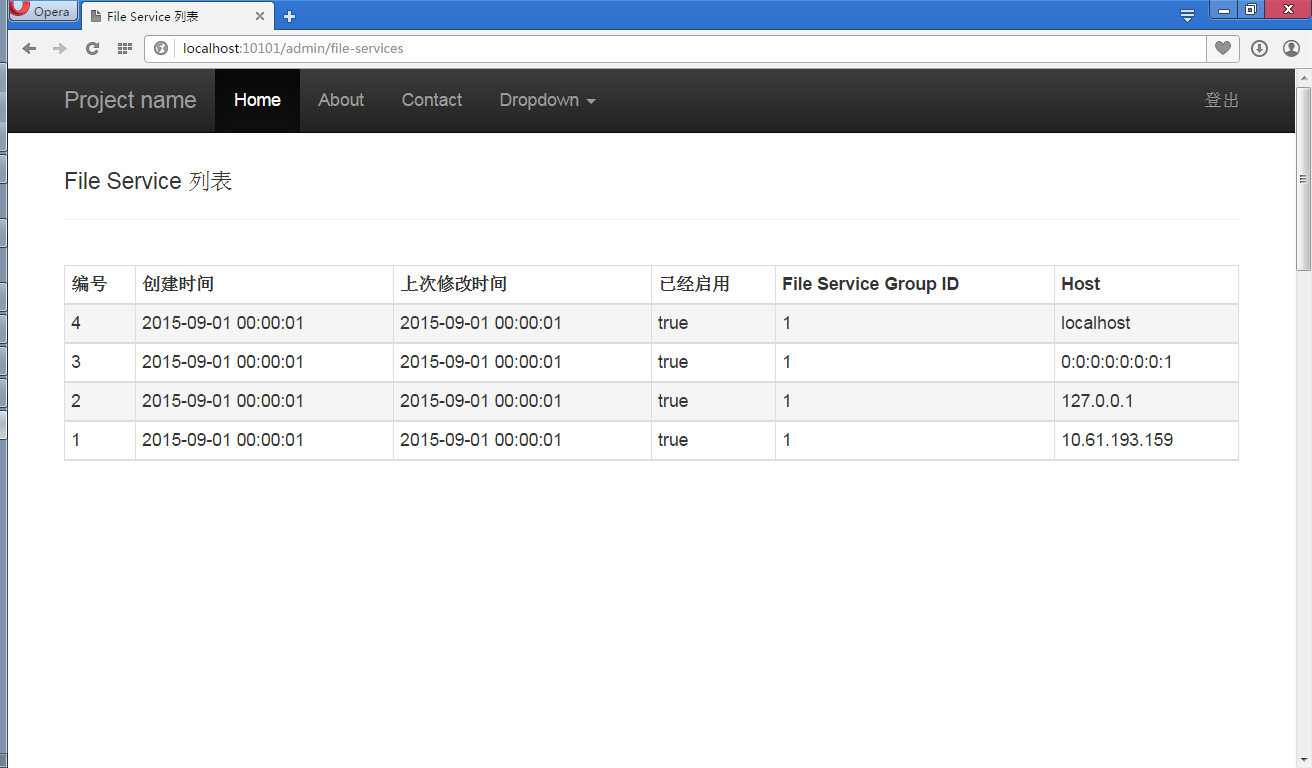 Opera
File Service 列表
localhost:10101/admin/file-services
Project name Home About Contact Dropdown 登出
File Service 列表
编号 创建时间 上次修改时间 已经启用 File Service Group ID Host
4 2015-09-01 00:00:01 2015-09-01 00:00:01 true 1 localhost
3 2015-09-01 00:00:01 2015-09-01 00:00:01 true 1 0:0:0:0:0:0:0:1
2 2015-09-01 00:00:01 2015-09-01 00:00:01 true 1 127.0.0.1
1 2015-09-01 00:00:01 2015-09-01 00:00:01 true 1 10.61.193.159